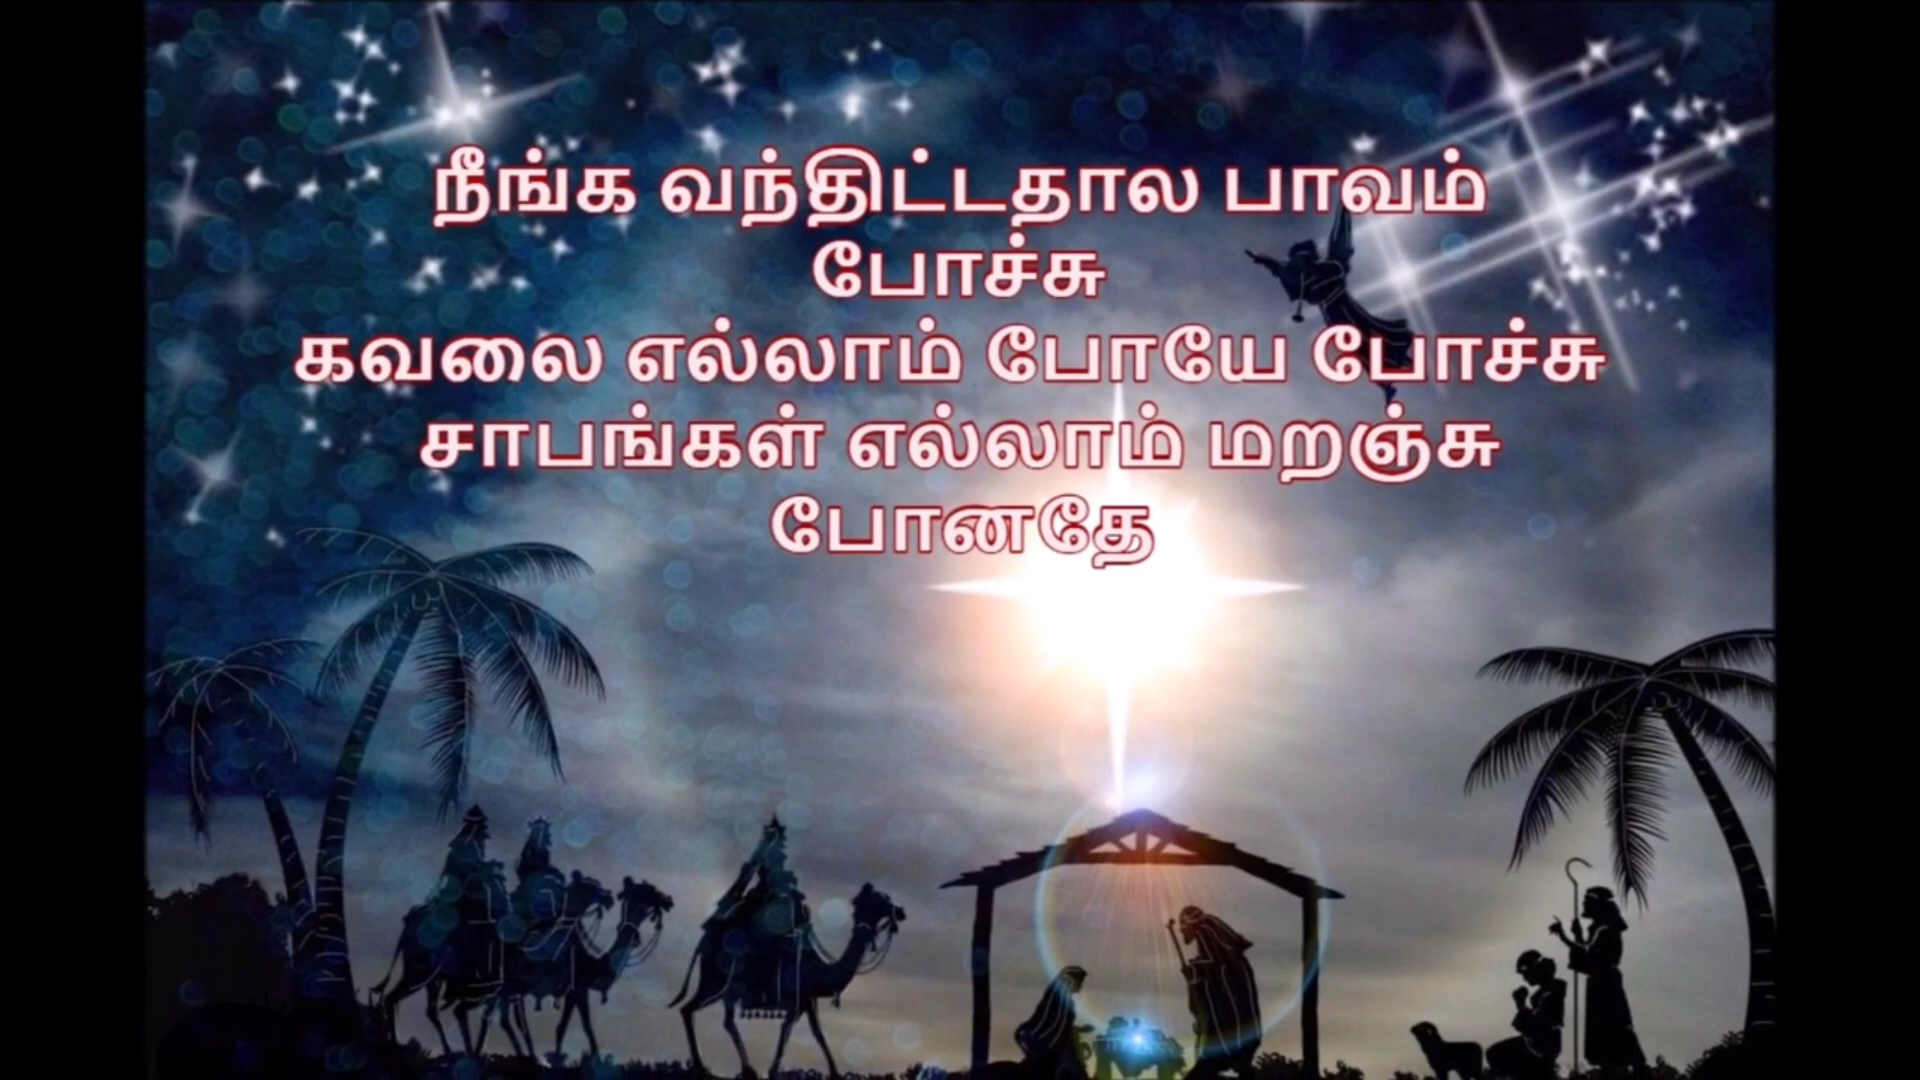 நீங்க வந்திட்டதால பாவம்
போச்சு
கவலை எல்லாம் போயே போச்சு
சாபங்கள் எல்லாம் மறஞ்சு
போனதே